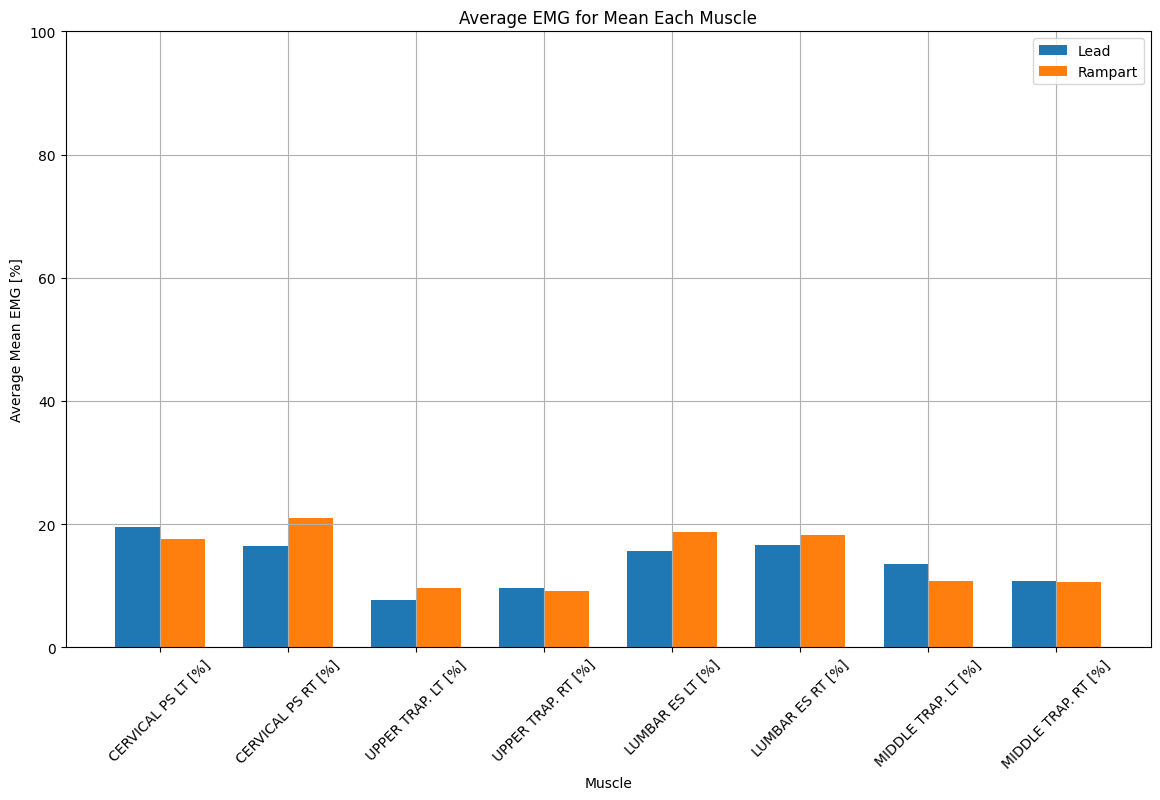 Average EMG for Mean Each Muscle
Lead
Rampart
Average Mean EMG [%]
100
80
60
40
20
0
CERVICAL PS LT [%]
CERVICAL PS RT [%]
UPPER TRAP. LT [%]
UPPER TRAP. RT [%]
LUMBAR ES LT [%]
LUMBAR ES RT [%]
MIDDLE TRAP. LT [%]
MIDDLE TRAP. RT [%]
Muscle